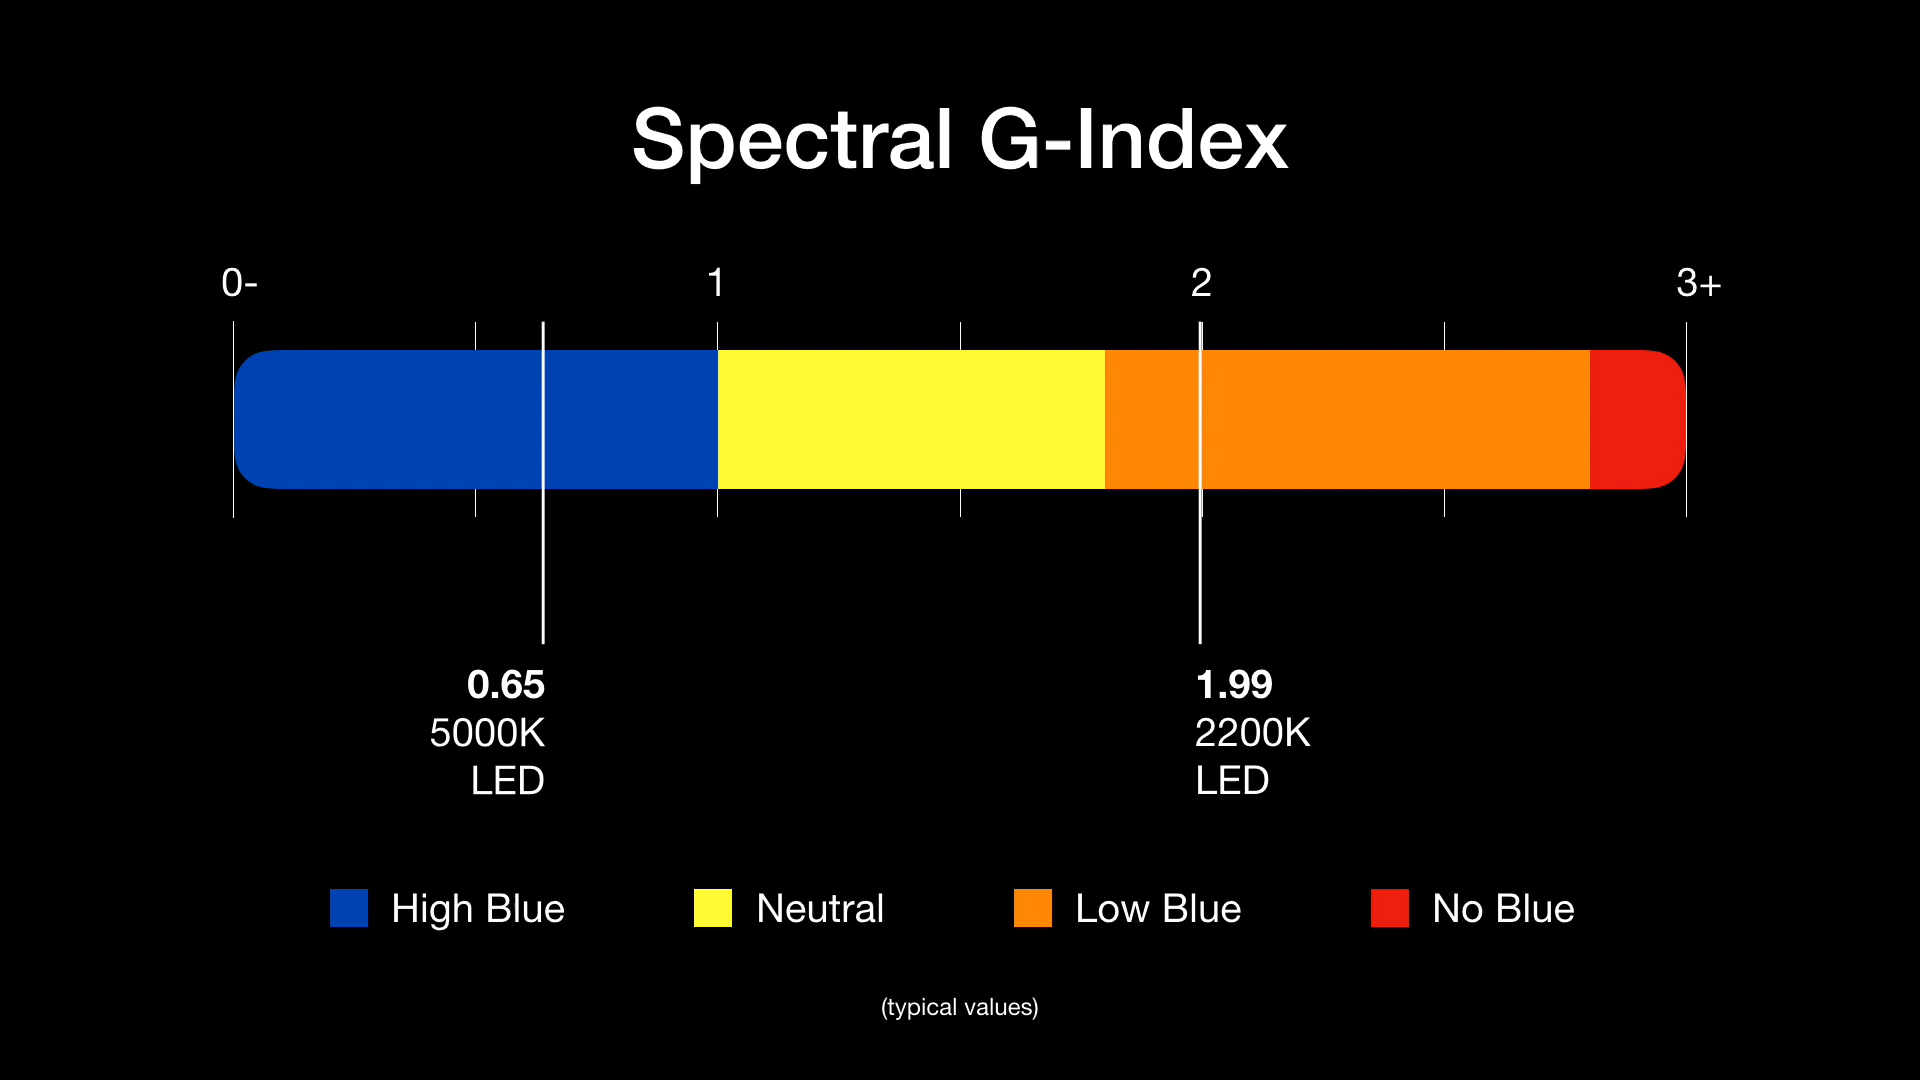 Spectral G-Index
0- 1 2 3+
0.65
5000K
LED
1.99
2200K
LED
High Blue Neutral Low Blue No Blue
(typical values)